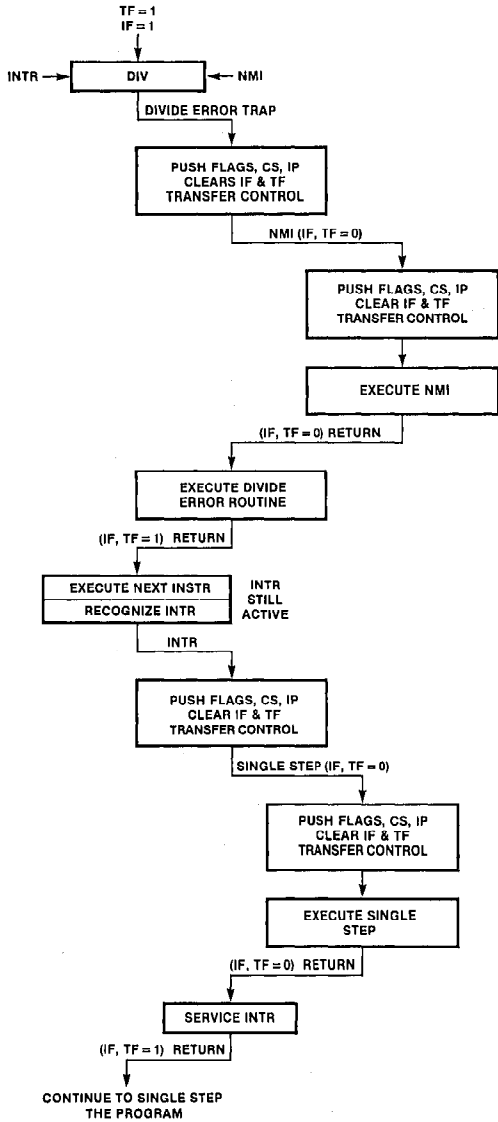 TF = 1
IF = 1
INTR
DIV
NMI
DIVIDE ERROR TRAP
PUSH FLAGS, CS, IP
CLEARS IF & TF
TRANSFER CONTROL
NMI (IF, TF = 0)
PUSH FLAGS, CS, IP
CLEAR IF & TF
TRANSFER CONTROL
EXECUTE NMI
(IF, TF = 0) RETURN
EXECUTE DIVIDE
ERROR ROUTINE
(IF, TF = 1) RETURN
EXECUTE NEXT INSTR
RECOGNIZE INTR
INTR
STILL
ACTIVE
INTR
PUSH FLAGS, CS, IP
CLEAR IF & TF
TRANSFER CONTROL
SINGLE STEP (IF, TF = 0)
PUSH FLAGS, CS, IP
CLEAR IF & TF
TRANSFER CONTROL
EXECUTE SINGLE
STEP
(IF, TF = 0) RETURN
SERVICE INTR
(IF, TF = 1) RETURN
CONTINUE TO SINGLE STEP
THE PROGRAM